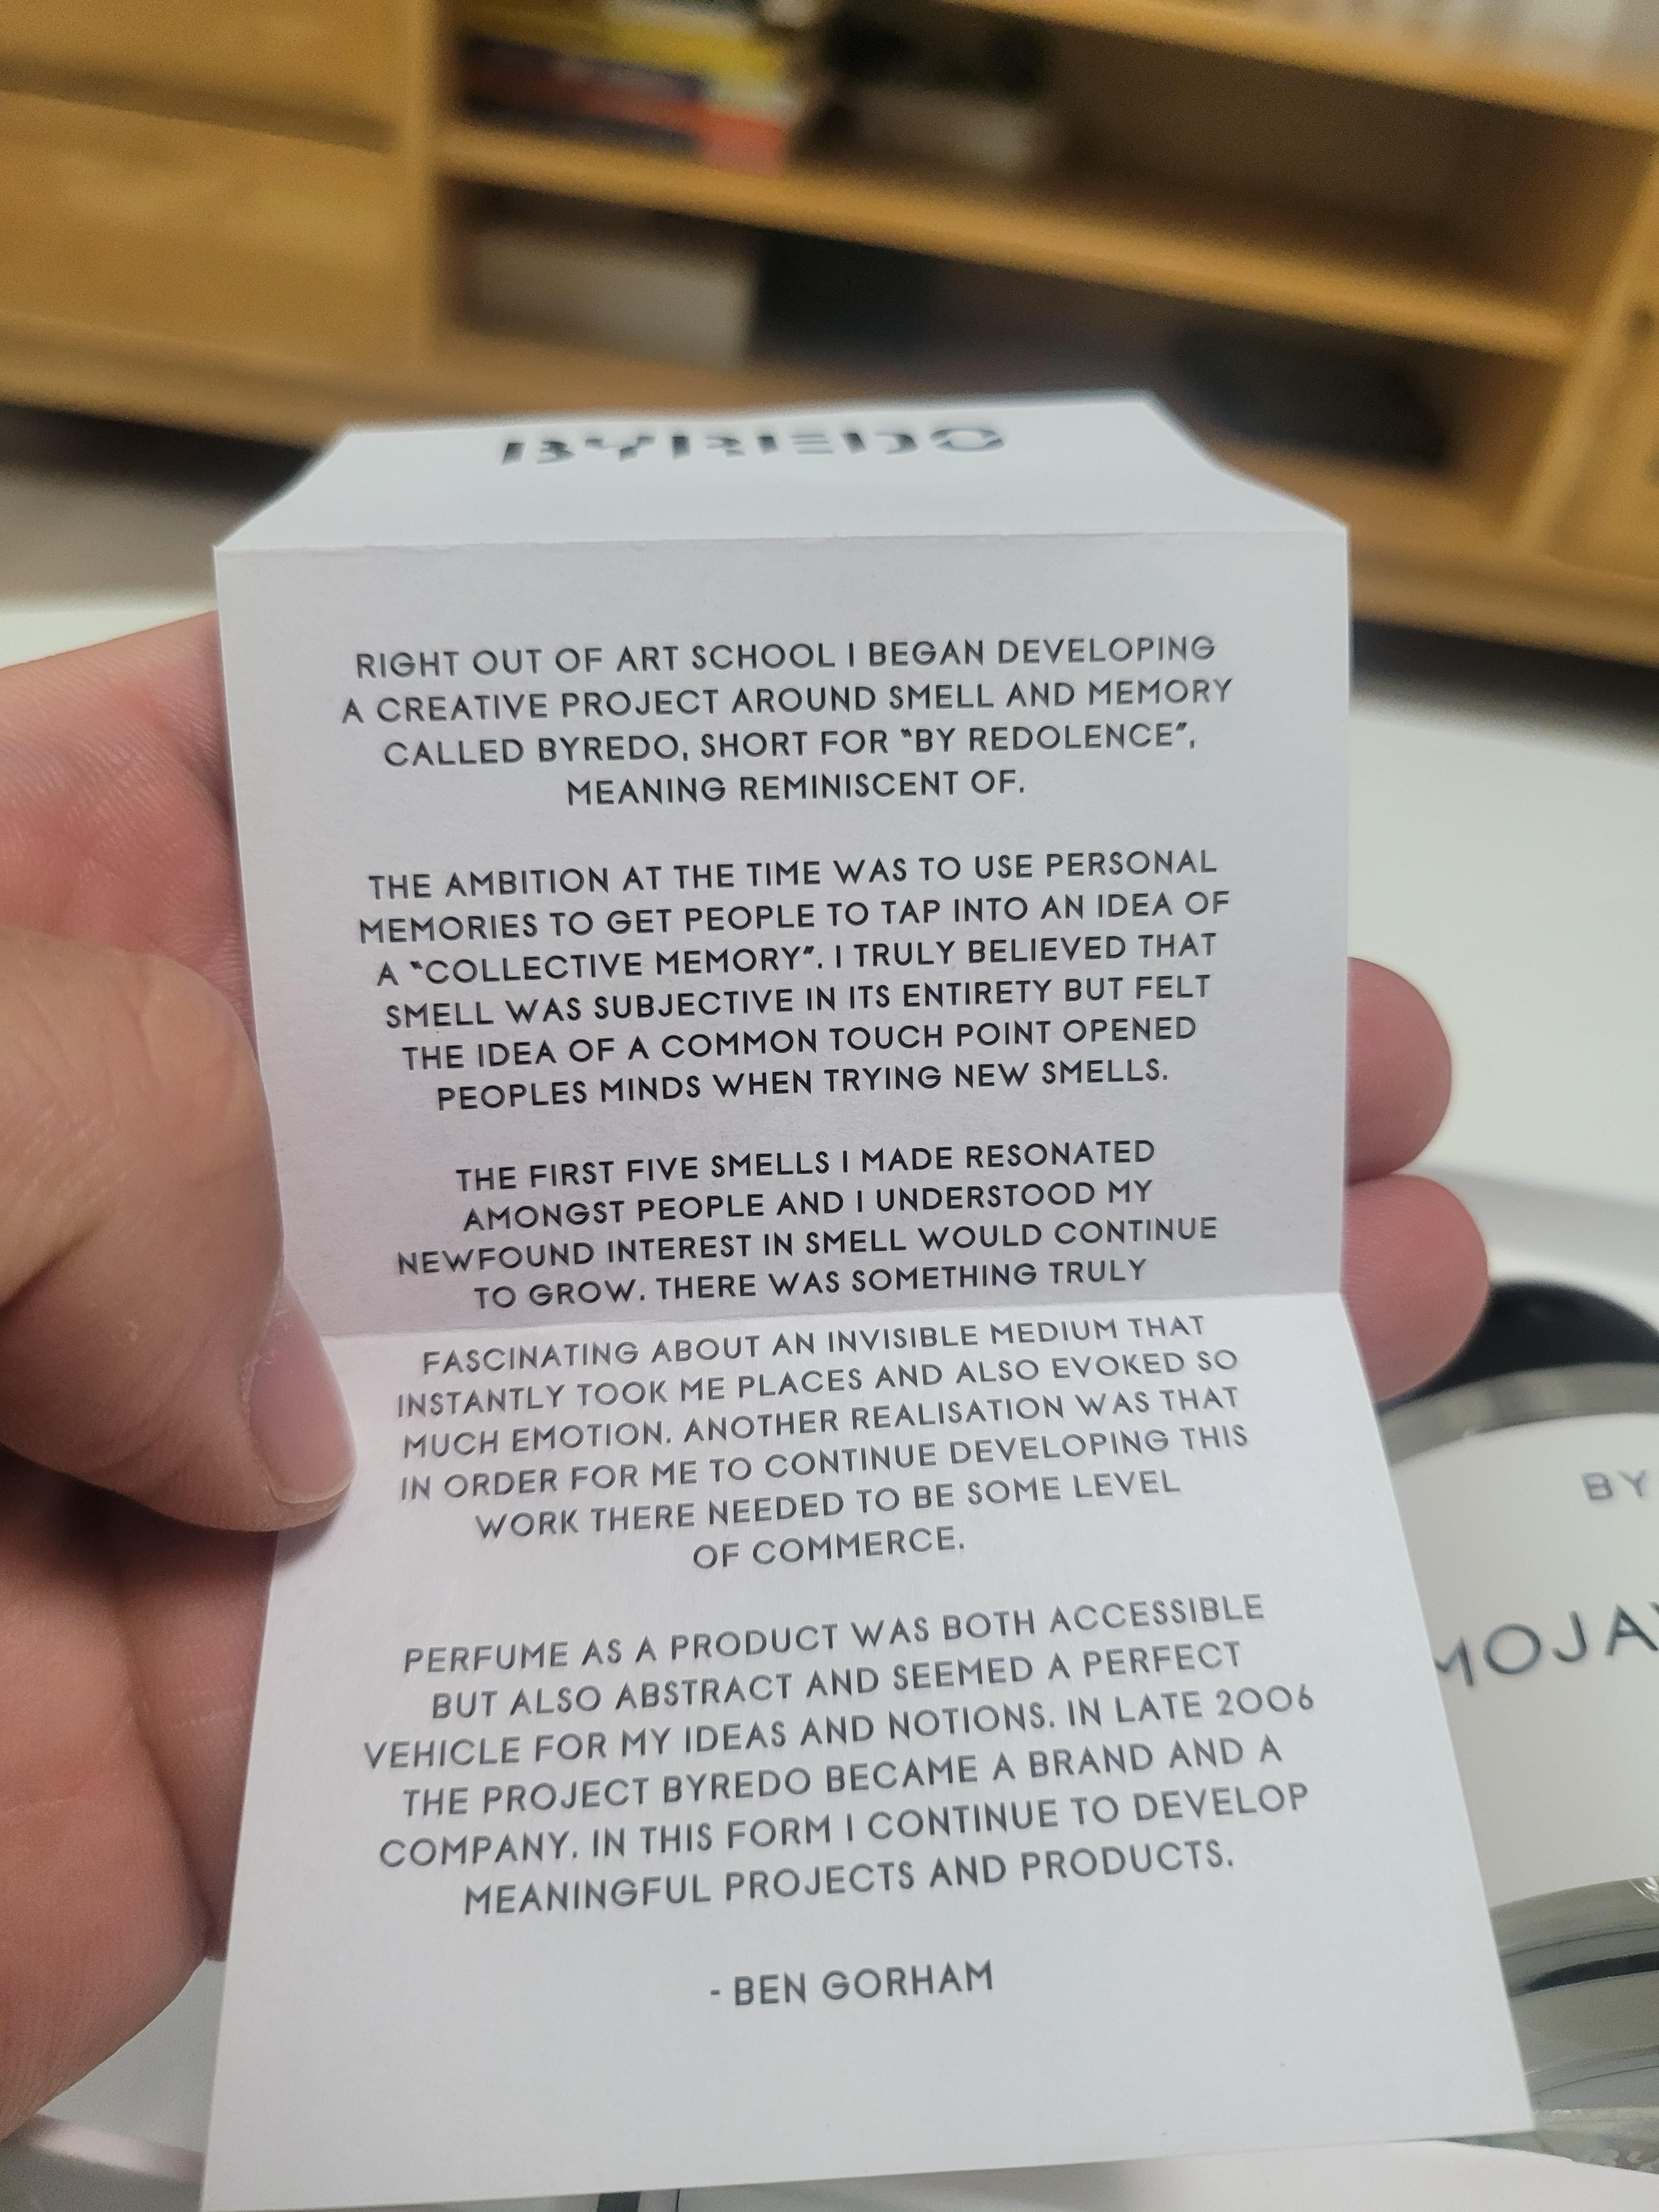 BYREDO
RIGHT OUT OF ART SCHOOL I BEGAN DEVELOPING
A CREATIVE PROJECT AROUND SMELL AND MEMORY
CALLED BYREDO, SHORT FOR "BY REDOLENCE",
MEANING REMINISCENT OF.
THE AMBITION AT THE TIME WAS TO USE PERSONAL
MEMORIES TO GET PEOPLE TO TAP INTO AN IDEA OF
A "COLLECTIVE MEMORY". I TRULY BELIEVED THAT
SMELL WAS SUBJECTIVE IN ITS ENTIRETY BUT FELT
THE IDEA OF A COMMON TOUCH POINT OPENED
PEOPLES MINDS WHEN TRYING NEW SMELLS.
THE FIRST FIVE SMELLS I MADE RESONATED
AMONGST PEOPLE AND I UNDERSTOOD MY
NEWFOUND INTEREST IN SMELL WOULD CONTINUE
TO GROW. THERE WAS SOMETHING TRULY
FASCINATING ABOUT AN INVISIBLE MEDIUM THAT
INSTANTLY TOOK ME PLACES AND ALSO EVOKED SO
MUCH EMOTION. ANOTHER REALISATION WAS THAT
IN ORDER FOR ME TO CONTINUE DEVELOPING THIS
WORK THERE NEEDED TO BE SOME LEVEL
OF COMMERCE.
PERFUME AS A PRODUCT WAS BOTH ACCESSIBLE
BUT ALSO ABSTRACT AND SEEMED A PERFECT
VEHICLE FOR MY IDEAS AND NOTIONS. IN LATE 2006
THE PROJECT BYREDO BECAME A BRAND AND A
COMPANY. IN THIS FORM I CONTINUE TO DEVELOP
MEANINGFUL PROJECTS AND PRODUCTS.
- BEN GORHAM
BY
MOJA